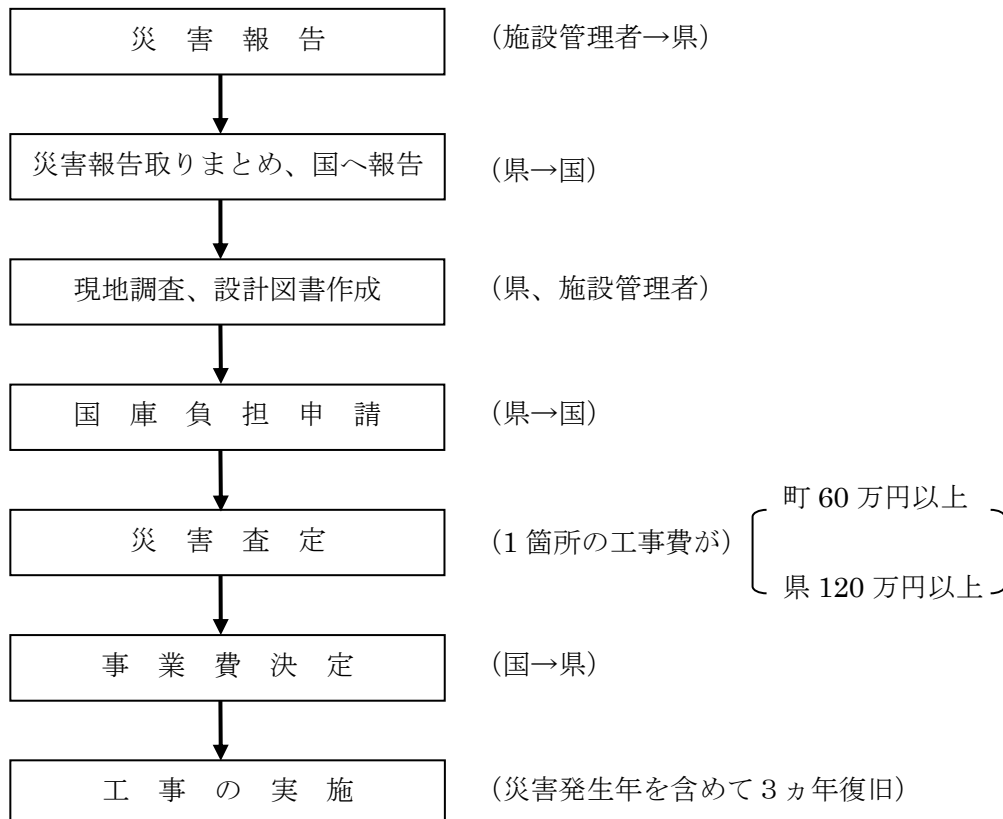 災害報告 (施設管理者→県)
災害報告取りまとめ、国へ報告 (県→国)
現地調査、設計図書作成 (県、施設管理者)
国庫負担申請 (県→国)
町 60 万円以上
災害査定 (1 箇所の工事費が)
県 120 万円以上
事業費決定 (国→県)
工事の実施 (災害発生年を含めて３ヵ年復旧)